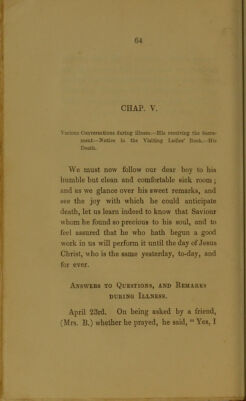 64
CHAP. V.
Various Conversations during illness.—His receiving the Sacra-
ment.—Notice in the Visiting Ladies' Book.—His
Death.
We must now follow our dear boy to his
humble but clean and comfortable sick room;
and as we glance over his sweet remarks, and
see the joy with which he could anticipate
death, let us learn indeed to know that Saviour
whom he found so precious to his soul, and to
feel assured that he who hath begun a good
work in us will perform it until the day of Jesus
Christ, who is the same yesterday, to-day, and
for ever.
Answers to Questions, and Remarks
during Illness.
April 23rd. On being asked by a friend,
(Mrs. B.) whether he prayed, he said, "Yes, I